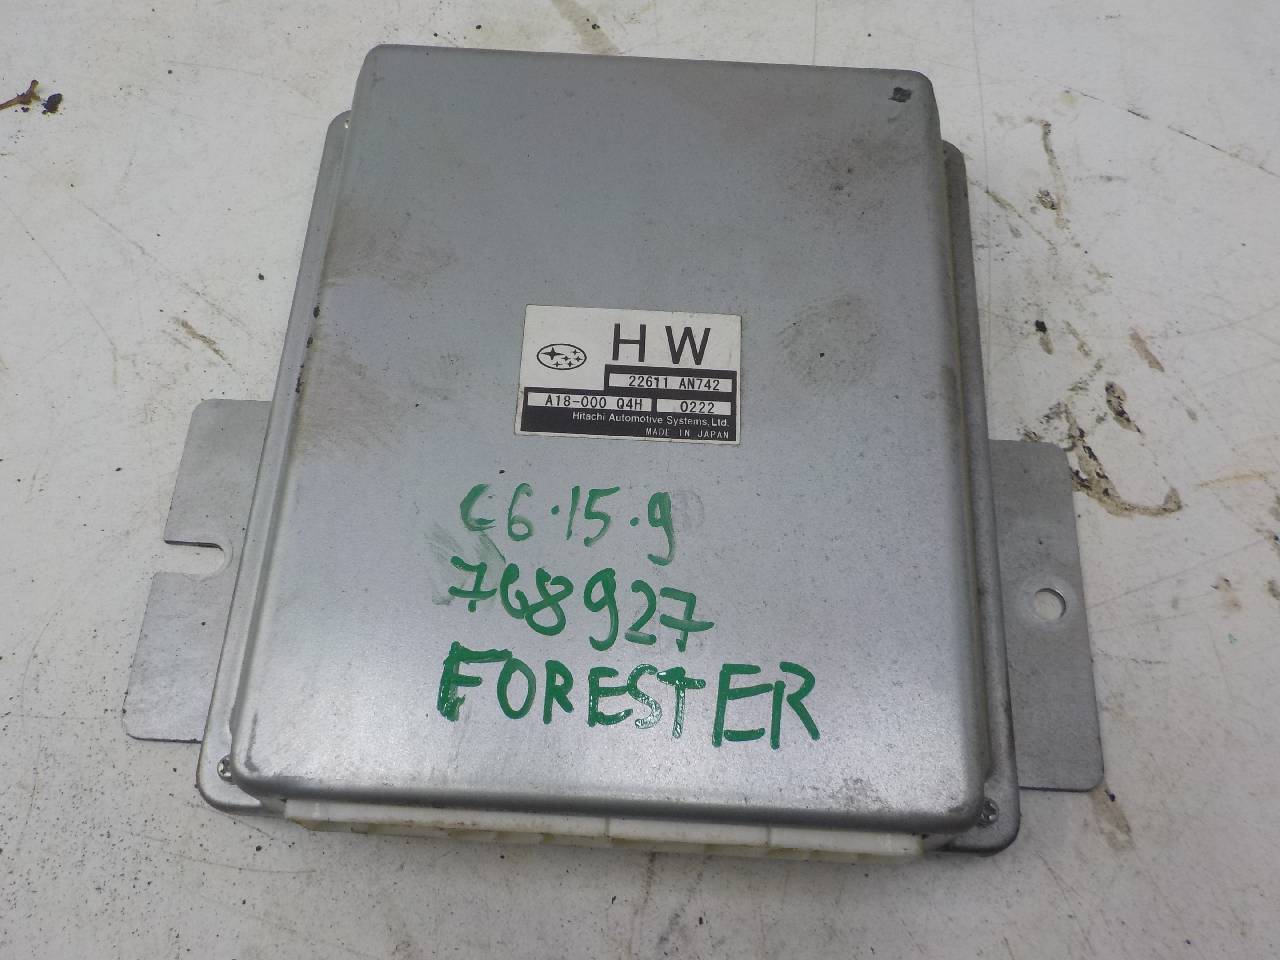 HW
22611 AN742
A18-000 Q4H 0222
Hitachi Automotive Systems, Ltd.
MADE IN JAPAN
C6·15·9
768927
FORESTER